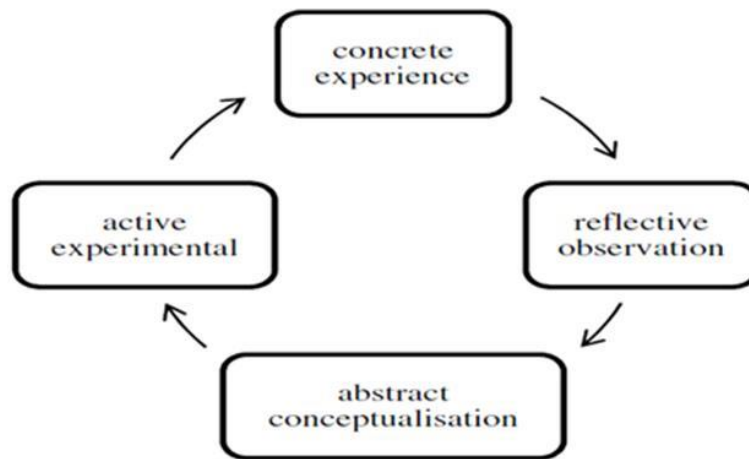 concrete
experience
active
experimental
reflective
observation
abstract
conceptualisation